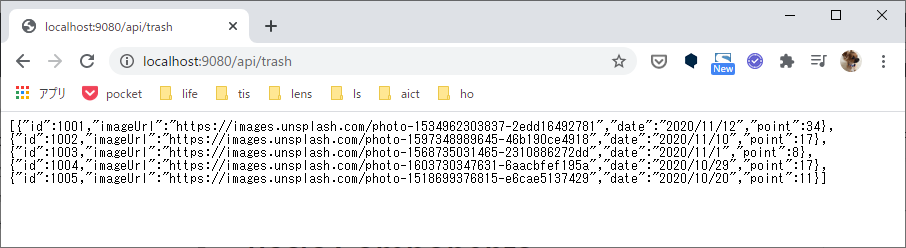 localhost:9080/api/trash
localhost:9080/api/trash
New
アプリ pocket life tis lens ls aict ho
[{"id":1001,"imageUrl":"https://images.unsplash.com/photo-1534962303837-2edd16492781","date":"2020/11/12","point":34},
{"id":1002,"imageUrl":"https://images.unsplash.com/photo-1597348989645-46b190ce4918","date":"2020/11/10","point":17},
{"id":1003,"imageUrl":"https://images.unsplash.com/photo-1568735031465-2310886272dd","date":"2020/11/1","point":8},
{"id":1004,"imageUrl":"https://images.unsplash.com/photo-1603730347631-6aacbfef195a","date":"2020/10/28","point":17},
{"id":1005,"imageUrl":"https://images.unsplash.com/photo-1518699376815-e6cae5137429","date":"2020/10/20","point":11}]